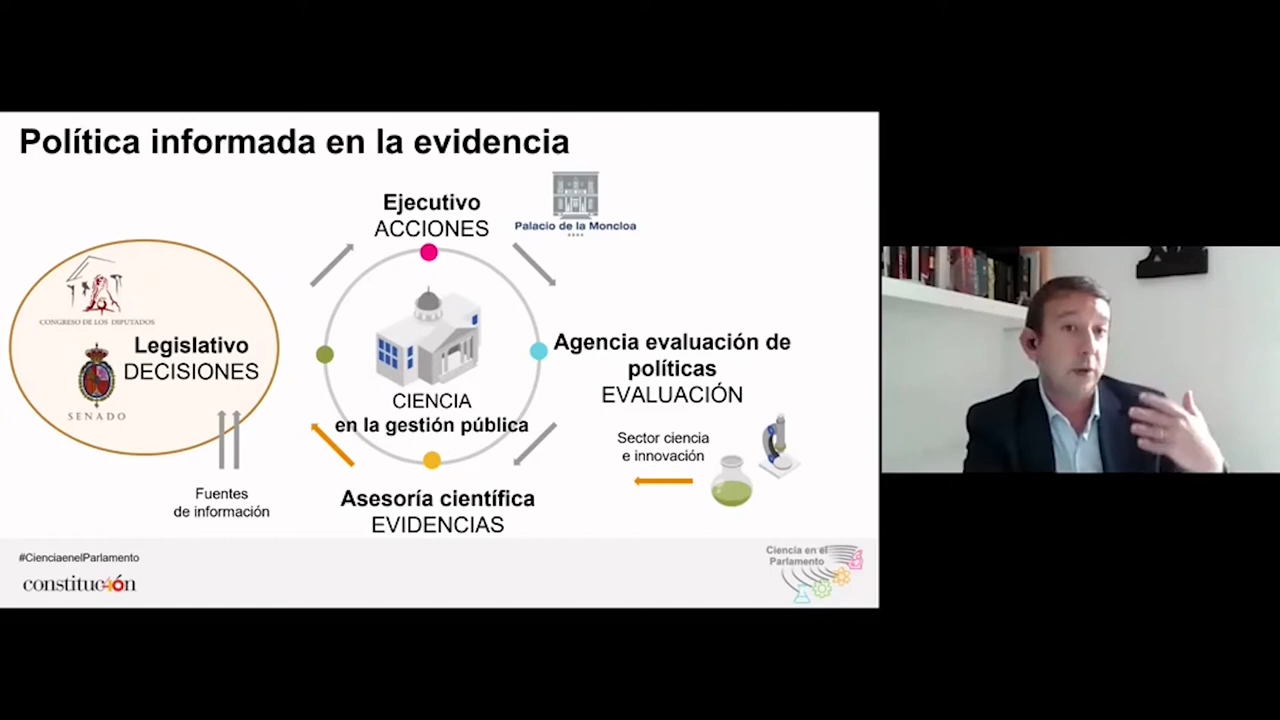 Política informada en la evidencia
Ejecutivo
ACCIONES
Palacio de la Moncloa
CONGRESO DE LOS DIPUTADOS
Legislativo
DECISIONES
SENADO
Agencia evaluación de
políticas
EVALUACIÓN
CIENCIA
en la gestión pública
Sector ciencia
e innovación
Fuentes
de información
Asesoría científica
EVIDENCIAS
#CienciaenelParlamento
constituc4ón
Ciencia en el
Parlamento